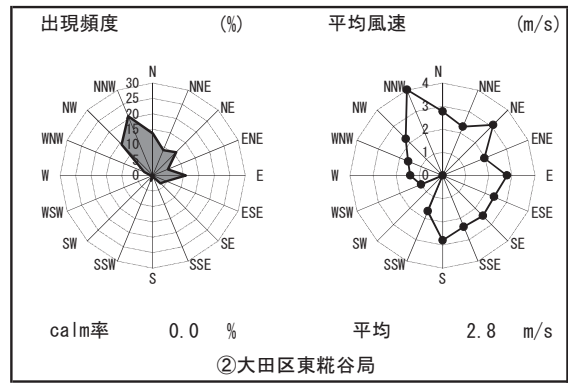 出現頻度 (%)
N
NNE
NE
ENE
E
ESE
SE
SSE
S
SSW
SW
WSW
W
WNW
NW
NNW
30
25
20
15
10
5
0
calm率 0.0 %
平均風速 (m/s)
N
NNE
NE
ENE
E
ESE
SE
SSE
S
SSW
SW
WSW
W
WNW
NW
NNW
4
3
2
1
0
平均 2.8 m/s
②大田区東糀谷局